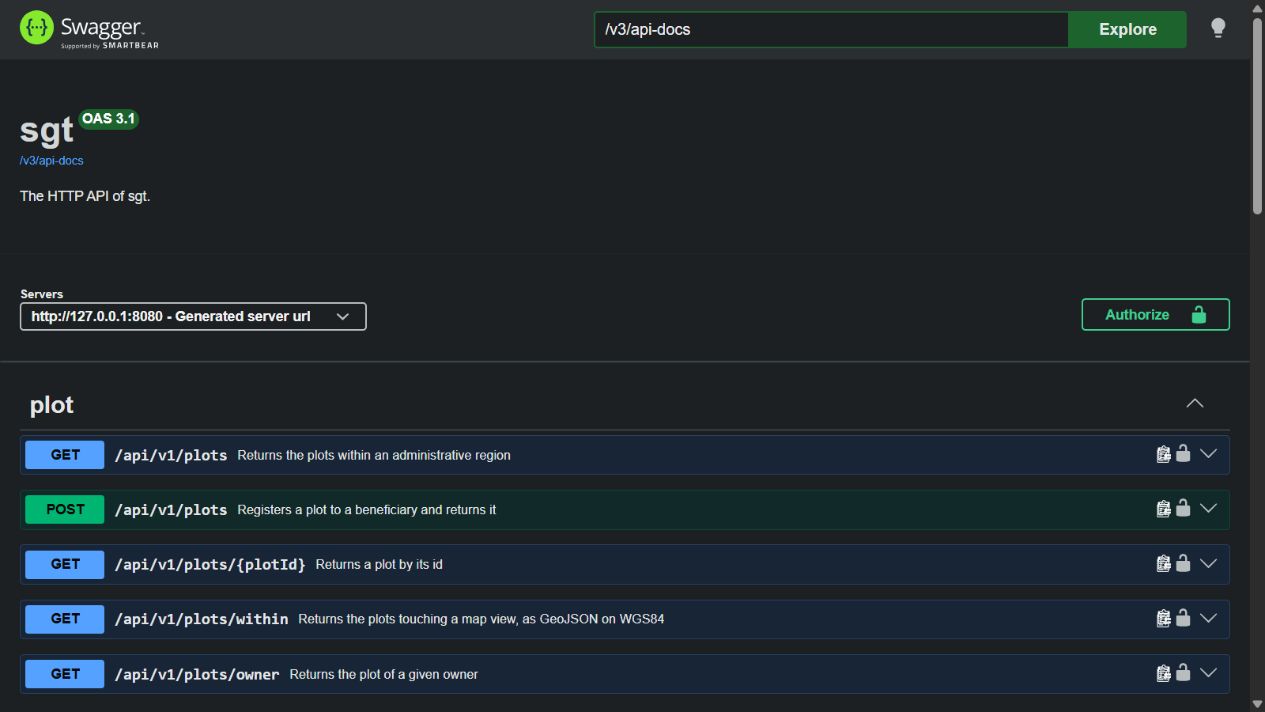 Swagger
Supported by SMARTBEAR
/v3/api-docs
Explore
sgt OAS 3.1
/v3/api-docs
The HTTP API of sgt.
Servers
http://127.0.0.1:8080 - Generated server url
Authorize
plot
GET /api/v1/plots Returns the plots within an administrative region
POST /api/v1/plots Registers a plot to a beneficiary and returns it
GET /api/v1/plots/{plotId} Returns a plot by its id
GET /api/v1/plots/within Returns the plots touching a map view, as GeoJSON on WGS84
GET /api/v1/plots/owner Returns the plot of a given owner